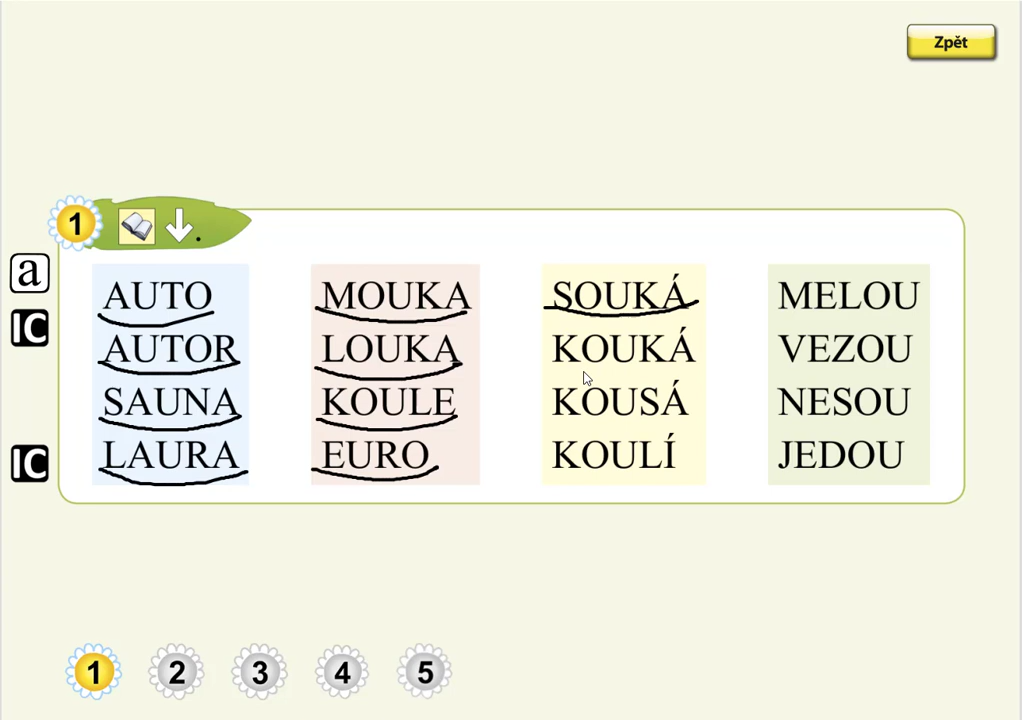 Zpět
1 .
a
IC
IC
AUTO MOUKA SOUKÁ MELOU
AUTOR LOUKA KOUKÁ VEZOU
SAUNA KOULE KOUSÁ NESOU
LAURA EURO KOULÍ JEDOU
1 2 3 4 5